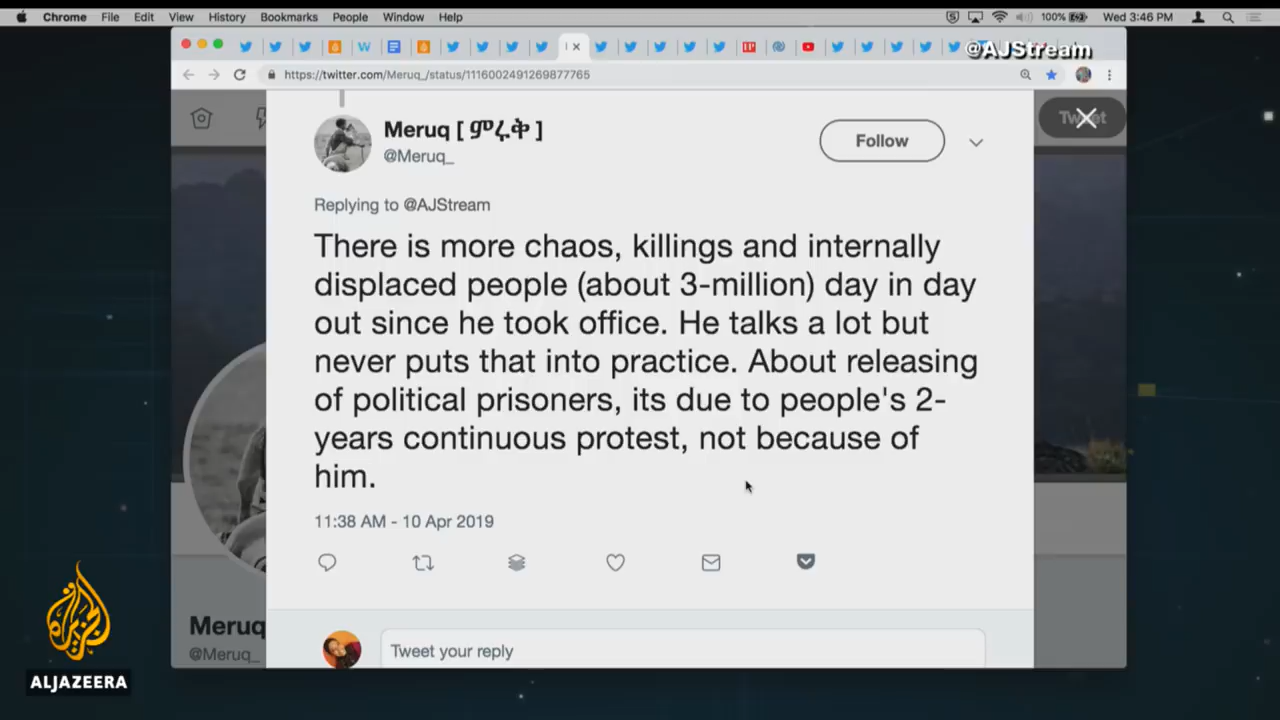 Chrome File Edit View History Bookmarks People Window Help 100% Wed 3:46 PM
@AJStream
https://twitter.com/Meruq_/status/1116002491269877765
Tweet
Meruq [ ምሩቅ ]
@Meruq_
Follow
Replying to @AJStream
There is more chaos, killings and internally
displaced people (about 3-million) day in day
out since he took office. He talks a lot but
never puts that into practice. About releasing
of political prisoners, its due to people's 2-
years continuous protest, not because of
him.
11:38 AM - 10 Apr 2019
Meruq
@Meruq_
Tweet your reply
الجزيرة
ALJAZEERA